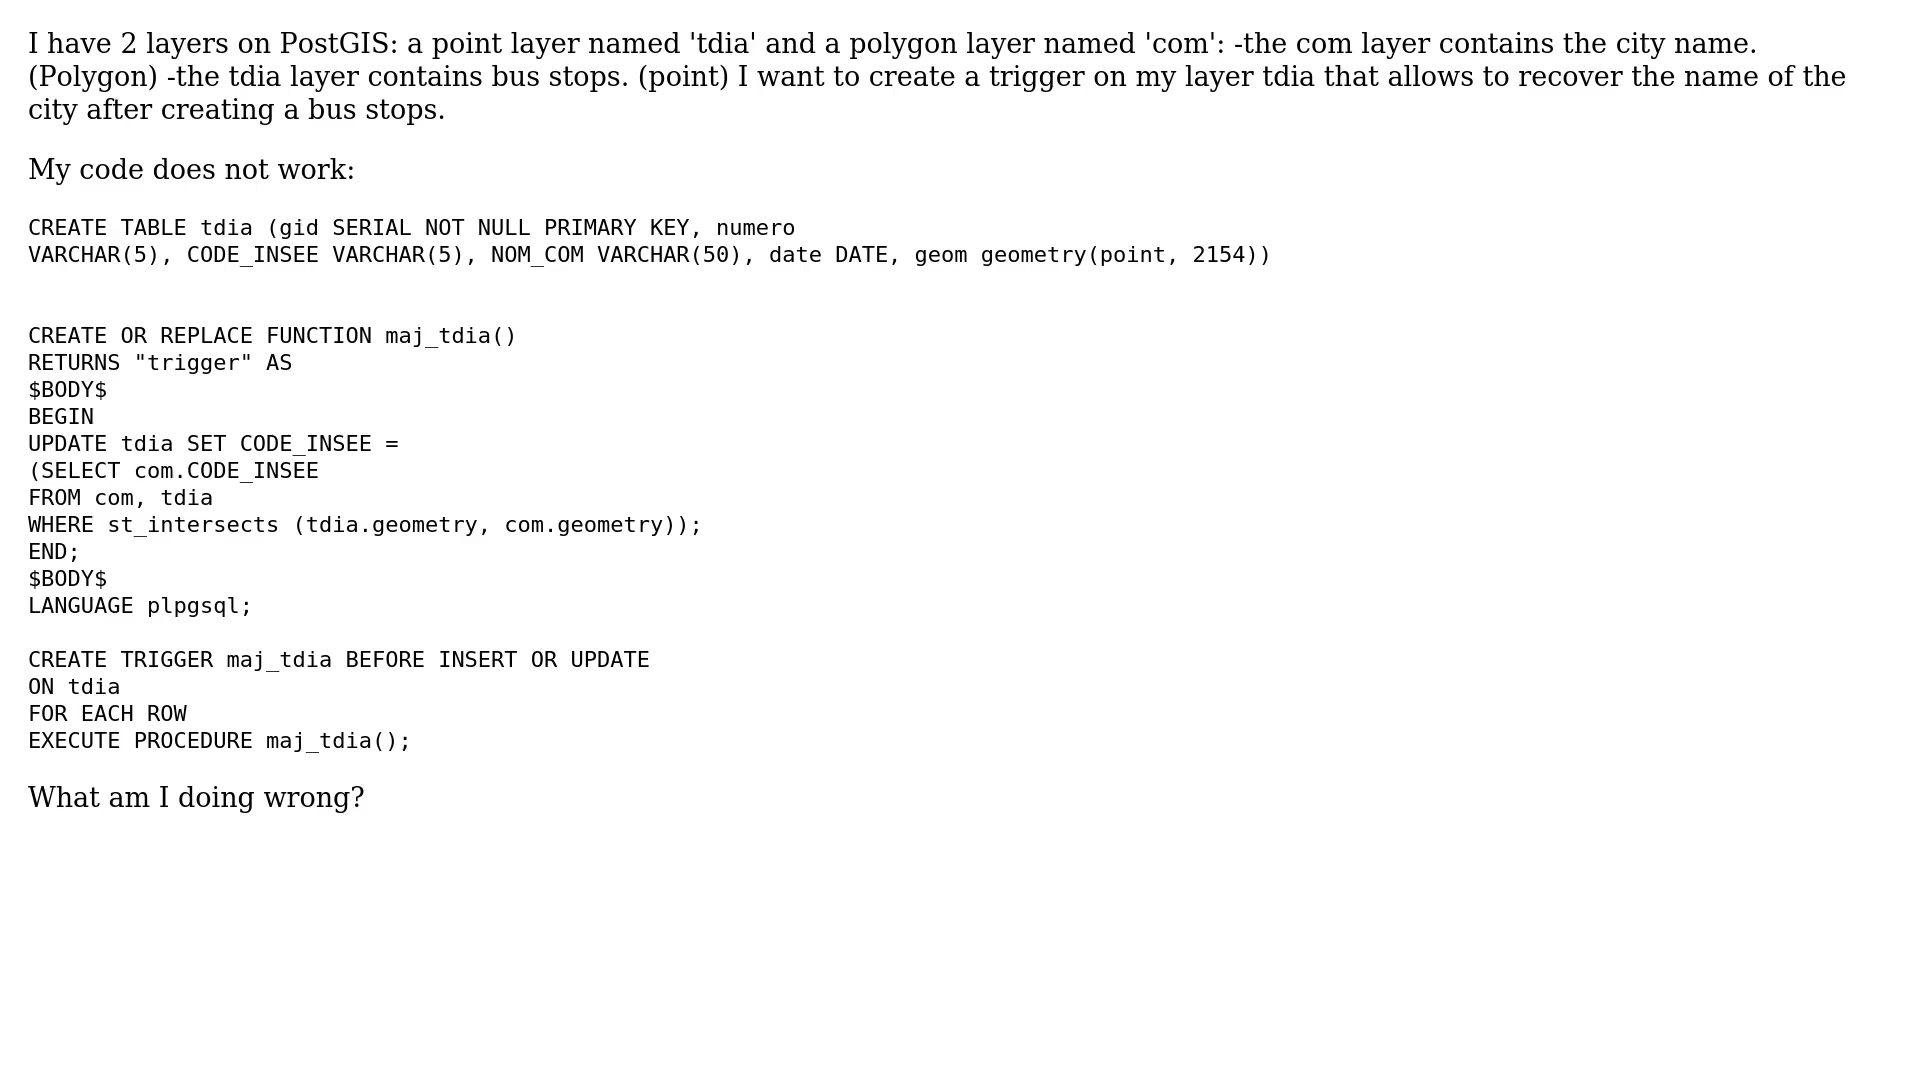 I have 2 layers on PostGIS: a point layer named 'tdia' and a polygon layer named 'com': -the com layer contains the city name.
(Polygon) -the tdia layer contains bus stops. (point) I want to create a trigger on my layer tdia that allows to recover the name of the
city after creating a bus stops.
My code does not work:
CREATE TABLE tdia (gid SERIAL NOT NULL PRIMARY KEY, numero
VARCHAR(5), CODE_INSEE VARCHAR(5), NOM_COM VARCHAR(50), date DATE, geom geometry(point, 2154))
CREATE OR REPLACE FUNCTION maj_tdia()
RETURNS "trigger" AS
$BODY$
BEGIN
UPDATE tdia SET CODE_INSEE =
(SELECT com.CODE_INSEE
FROM com, tdia
WHERE st_intersects (tdia.geometry, com.geometry));
END;
$BODY$
LANGUAGE plpgsql;
CREATE TRIGGER maj_tdia BEFORE INSERT OR UPDATE
ON tdia
FOR EACH ROW
EXECUTE PROCEDURE maj_tdia();
What am I doing wrong?